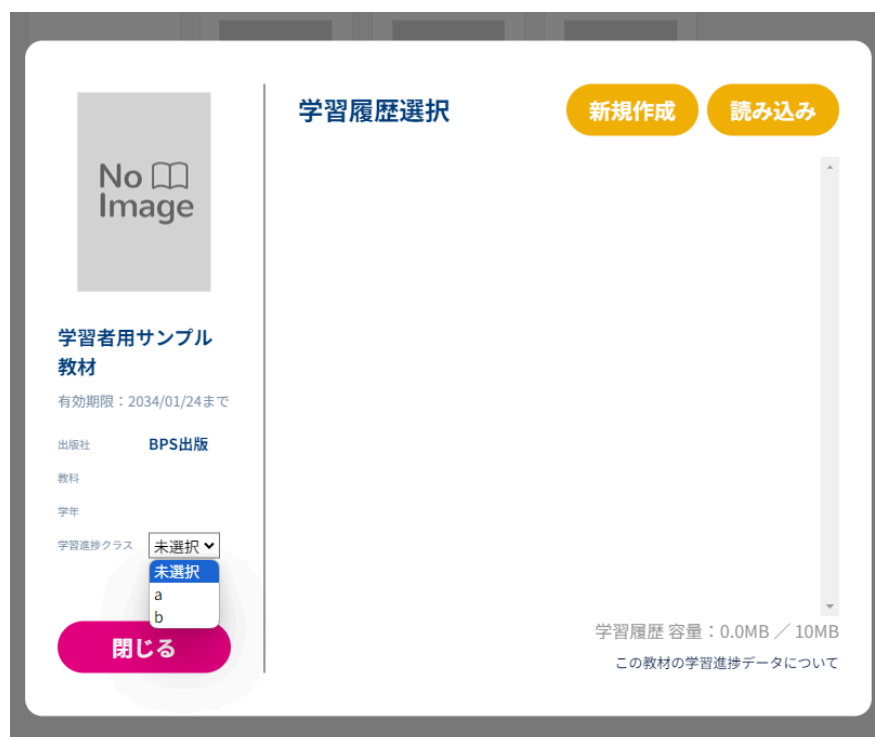 No
Image
学習者用サンプル
教材
有効期限：2034/01/24まで
出版社 BPS出版
教科
学年
学習進捗クラス 未選択
未選択
a
b
閉じる
学習履歴選択 新規作成 読み込み
学習履歴 容量：0.0MB ／ 10MB
この教材の学習進捗データについて